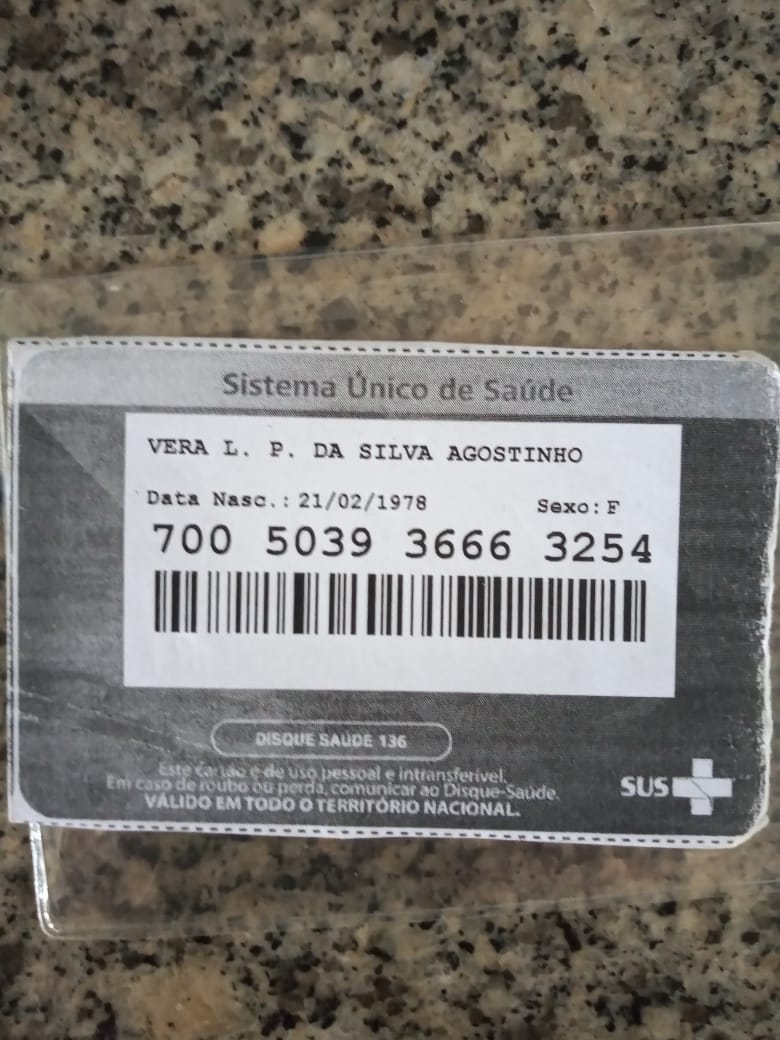 Sistema Único de Saúde
VERA L. P. DA SILVA AGOSTINHO
Data Nasc.: 21/02/1978 Sexo: F
700 5039 3666 3254
DISQUE SAÚDE 136
Este cartão é de uso pessoal e intransferível.
Em caso de roubo ou perda, comunicar ao Disque-Saúde.
VÁLIDO EM TODO O TERRITÓRIO NACIONAL.
SUS